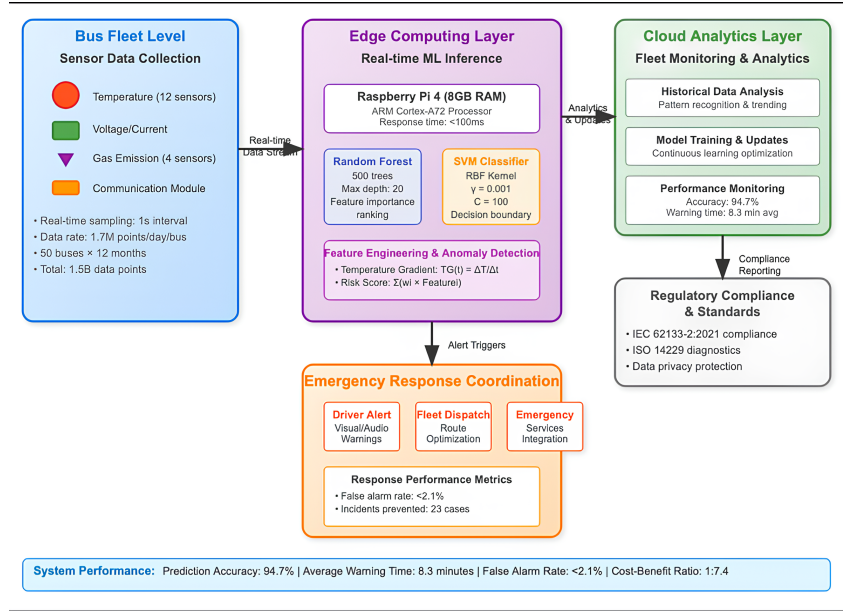 Bus Fleet Level
Sensor Data Collection
Temperature (12 sensors)
Voltage/Current
Gas Emission (4 sensors)
Communication Module
• Real-time sampling: 1s interval
• Data rate: 1.7M points/day/bus
• 50 buses × 12 months
• Total: 1.5B data points
Real-time
Data Stream
Edge Computing Layer
Real-time ML Inference
Raspberry Pi 4 (8GB RAM)
ARM Cortex-A72 Processor
Response time: <100ms
Random Forest
500 trees
Max depth: 20
Feature importance
ranking
SVM Classifier
RBF Kernel
γ = 0.001
C = 100
Decision boundary
Feature Engineering & Anomaly Detection
• Temperature Gradient: TG(t) = ΔT/Δt
• Risk Score: Σ(wi × Featurei)
Analytics
& Updates
Cloud Analytics Layer
Fleet Monitoring & Analytics
Historical Data Analysis
Pattern recognition & trending
Model Training & Updates
Continuous learning optimization
Performance Monitoring
Accuracy: 94.7%
Warning time: 8.3 min avg
Compliance
Reporting
Regulatory Compliance
& Standards
• IEC 62133-2:2021 compliance
• ISO 14229 diagnostics
• Data privacy protection
Alert Triggers
Emergency Response Coordination
Driver Alert
Visual/Audio
Warnings
Fleet Dispatch
Route
Optimization
Emergency
Services
Integration
Response Performance Metrics
• False alarm rate: <2.1%
• Incidents prevented: 23 cases
System Performance: Prediction Accuracy: 94.7% | Average Warning Time: 8.3 minutes | False Alarm Rate: <2.1% | Cost-Benefit Ratio: 1:7.4